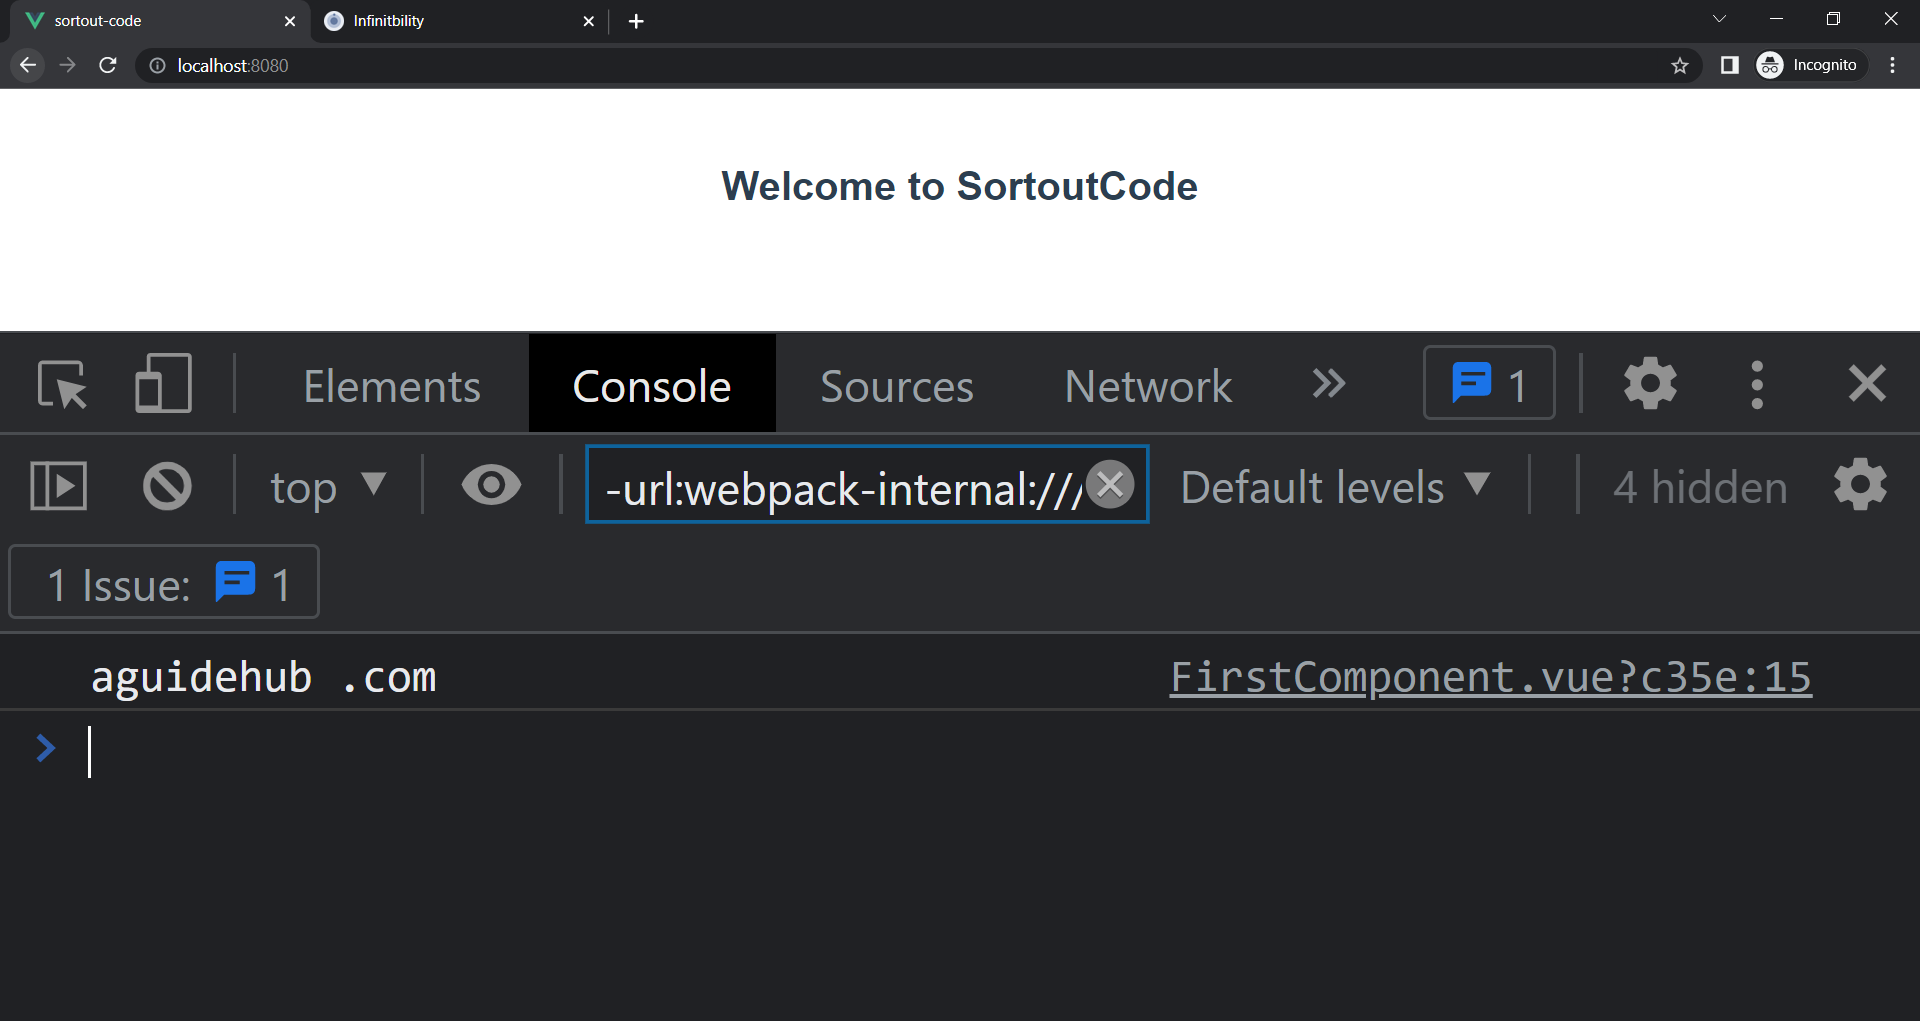 sortout-code
Infinitbility
localhost:8080
Incognito
Welcome to SortoutCode
Elements
Console
Sources
Network
1
top
-url:webpack-internal:///
Default levels
4 hidden
1 Issue: 1
aguidehub .com
FirstComponent.vue?c35e:15